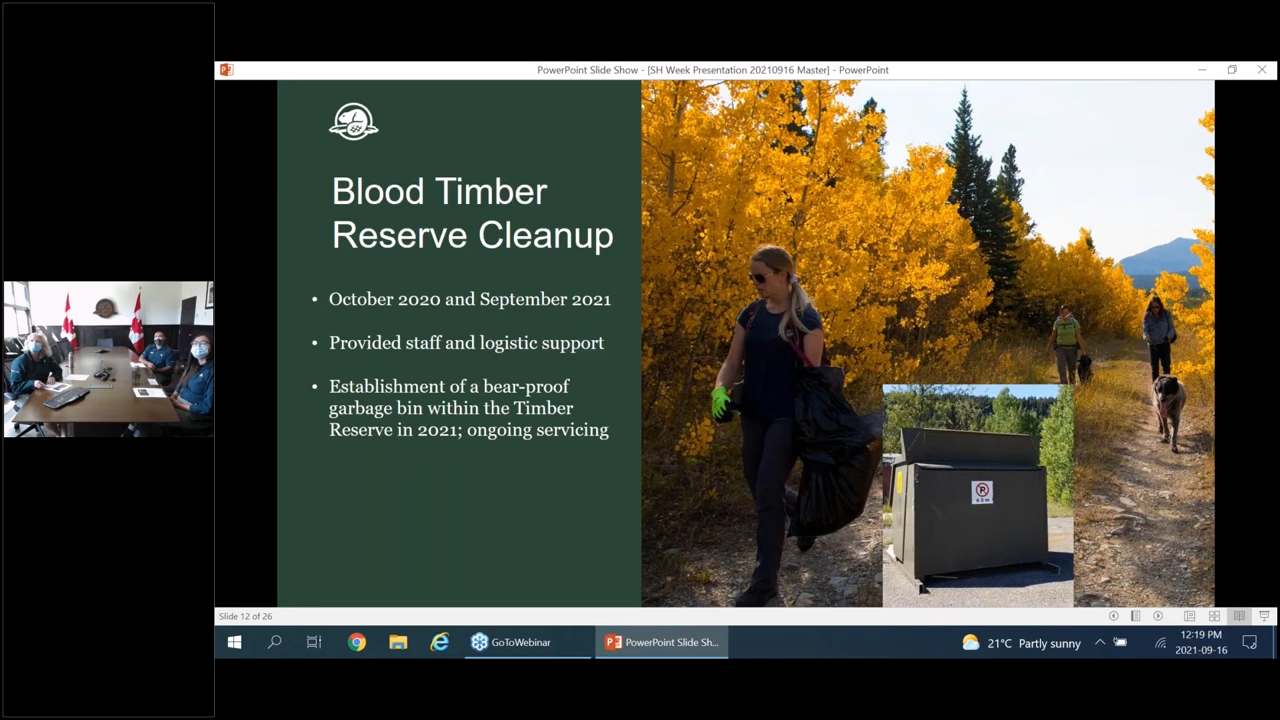 PowerPoint Slide Show - [SH Week Presentation 20210916 Master] - PowerPoint
Blood Timber
Reserve Cleanup
• October 2020 and September 2021
• Provided staff and logistic support
• Establishment of a bear-proof
garbage bin within the Timber
Reserve in 2021; ongoing servicing
Slide 12 of 26
GoToWebinar
PowerPoint Slide Sh...
21°C Partly sunny
12:19 PM
2021-09-16